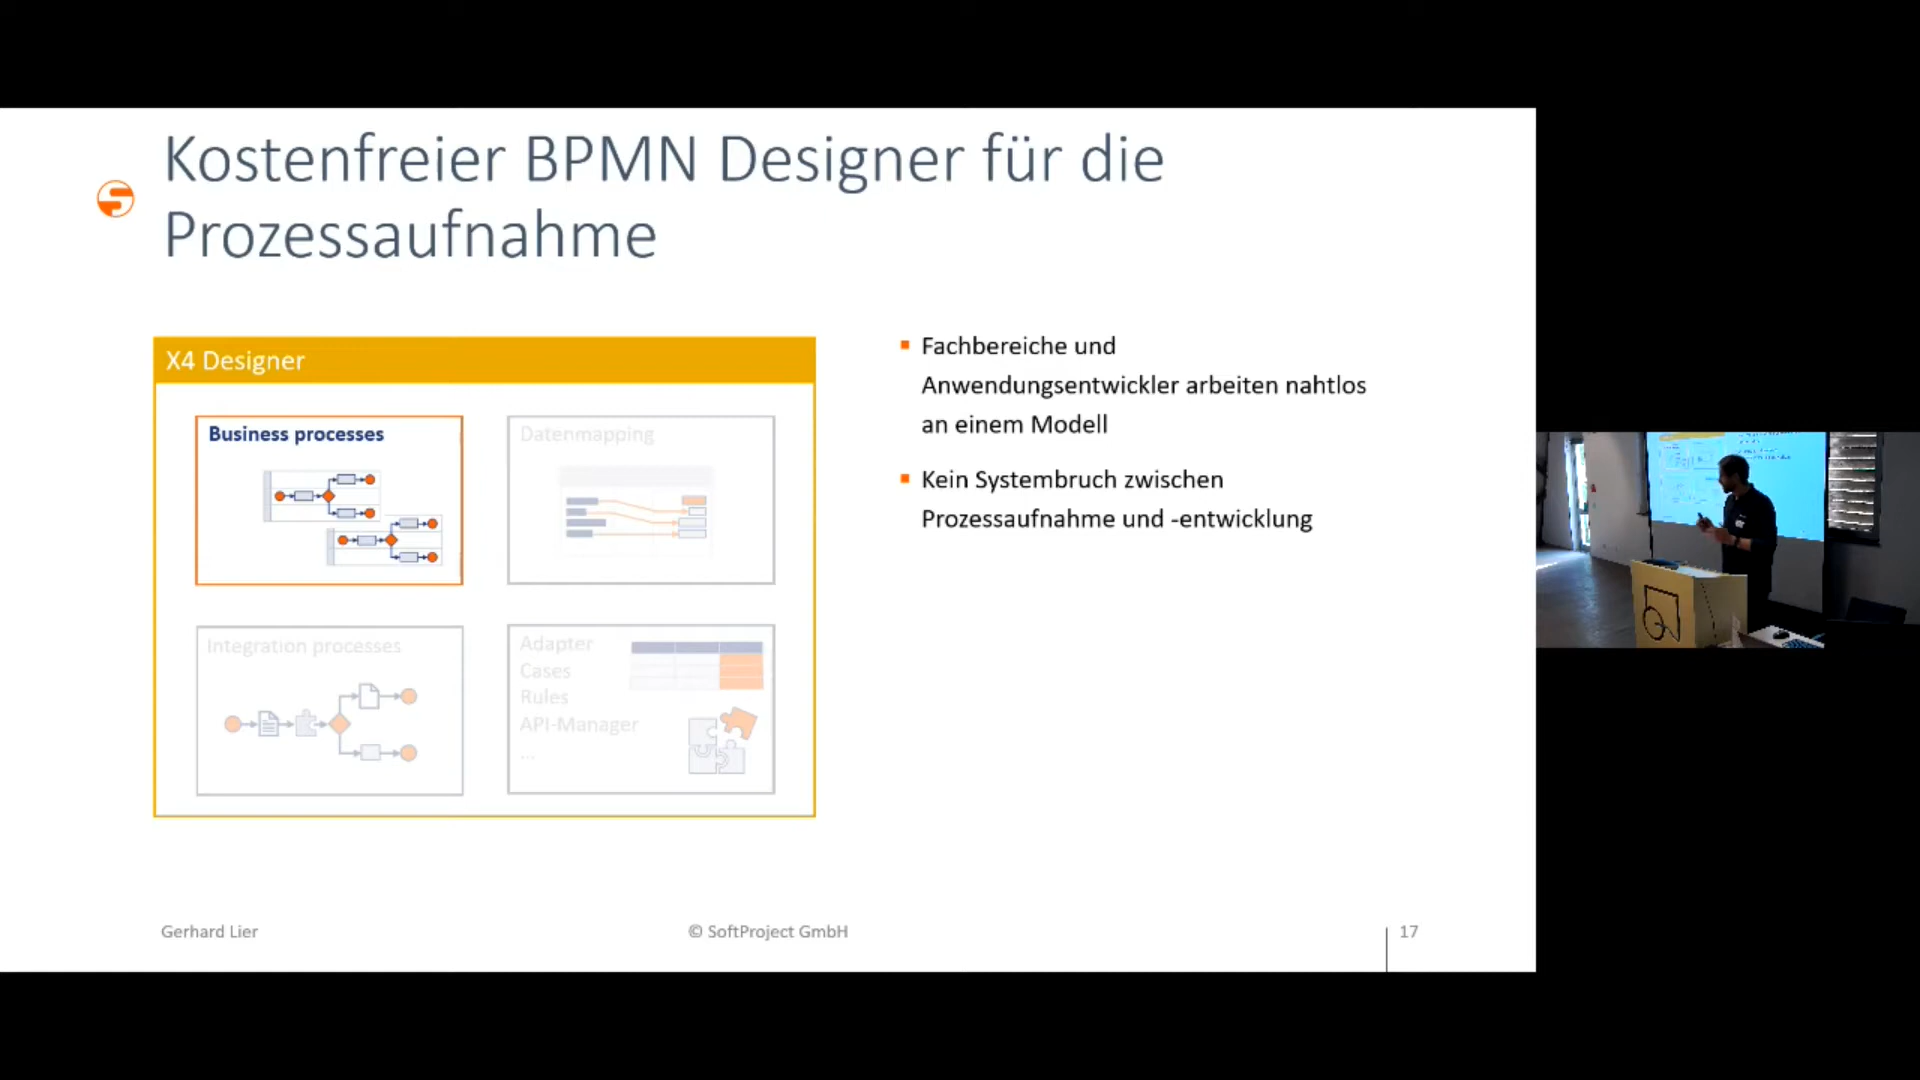 Kostenfreier BPMN Designer für die
Prozessaufnahme
X4 Designer
Business processes
Datenmapping
Integration processes
Adapter
Cases
Rules
API-Manager
...
Fachbereiche und
Anwendungsentwickler arbeiten nahtlos
an einem Modell
Kein Systembruch zwischen
Prozessaufnahme und -entwicklung
Gerhard Lier
© SoftProject GmbH
17